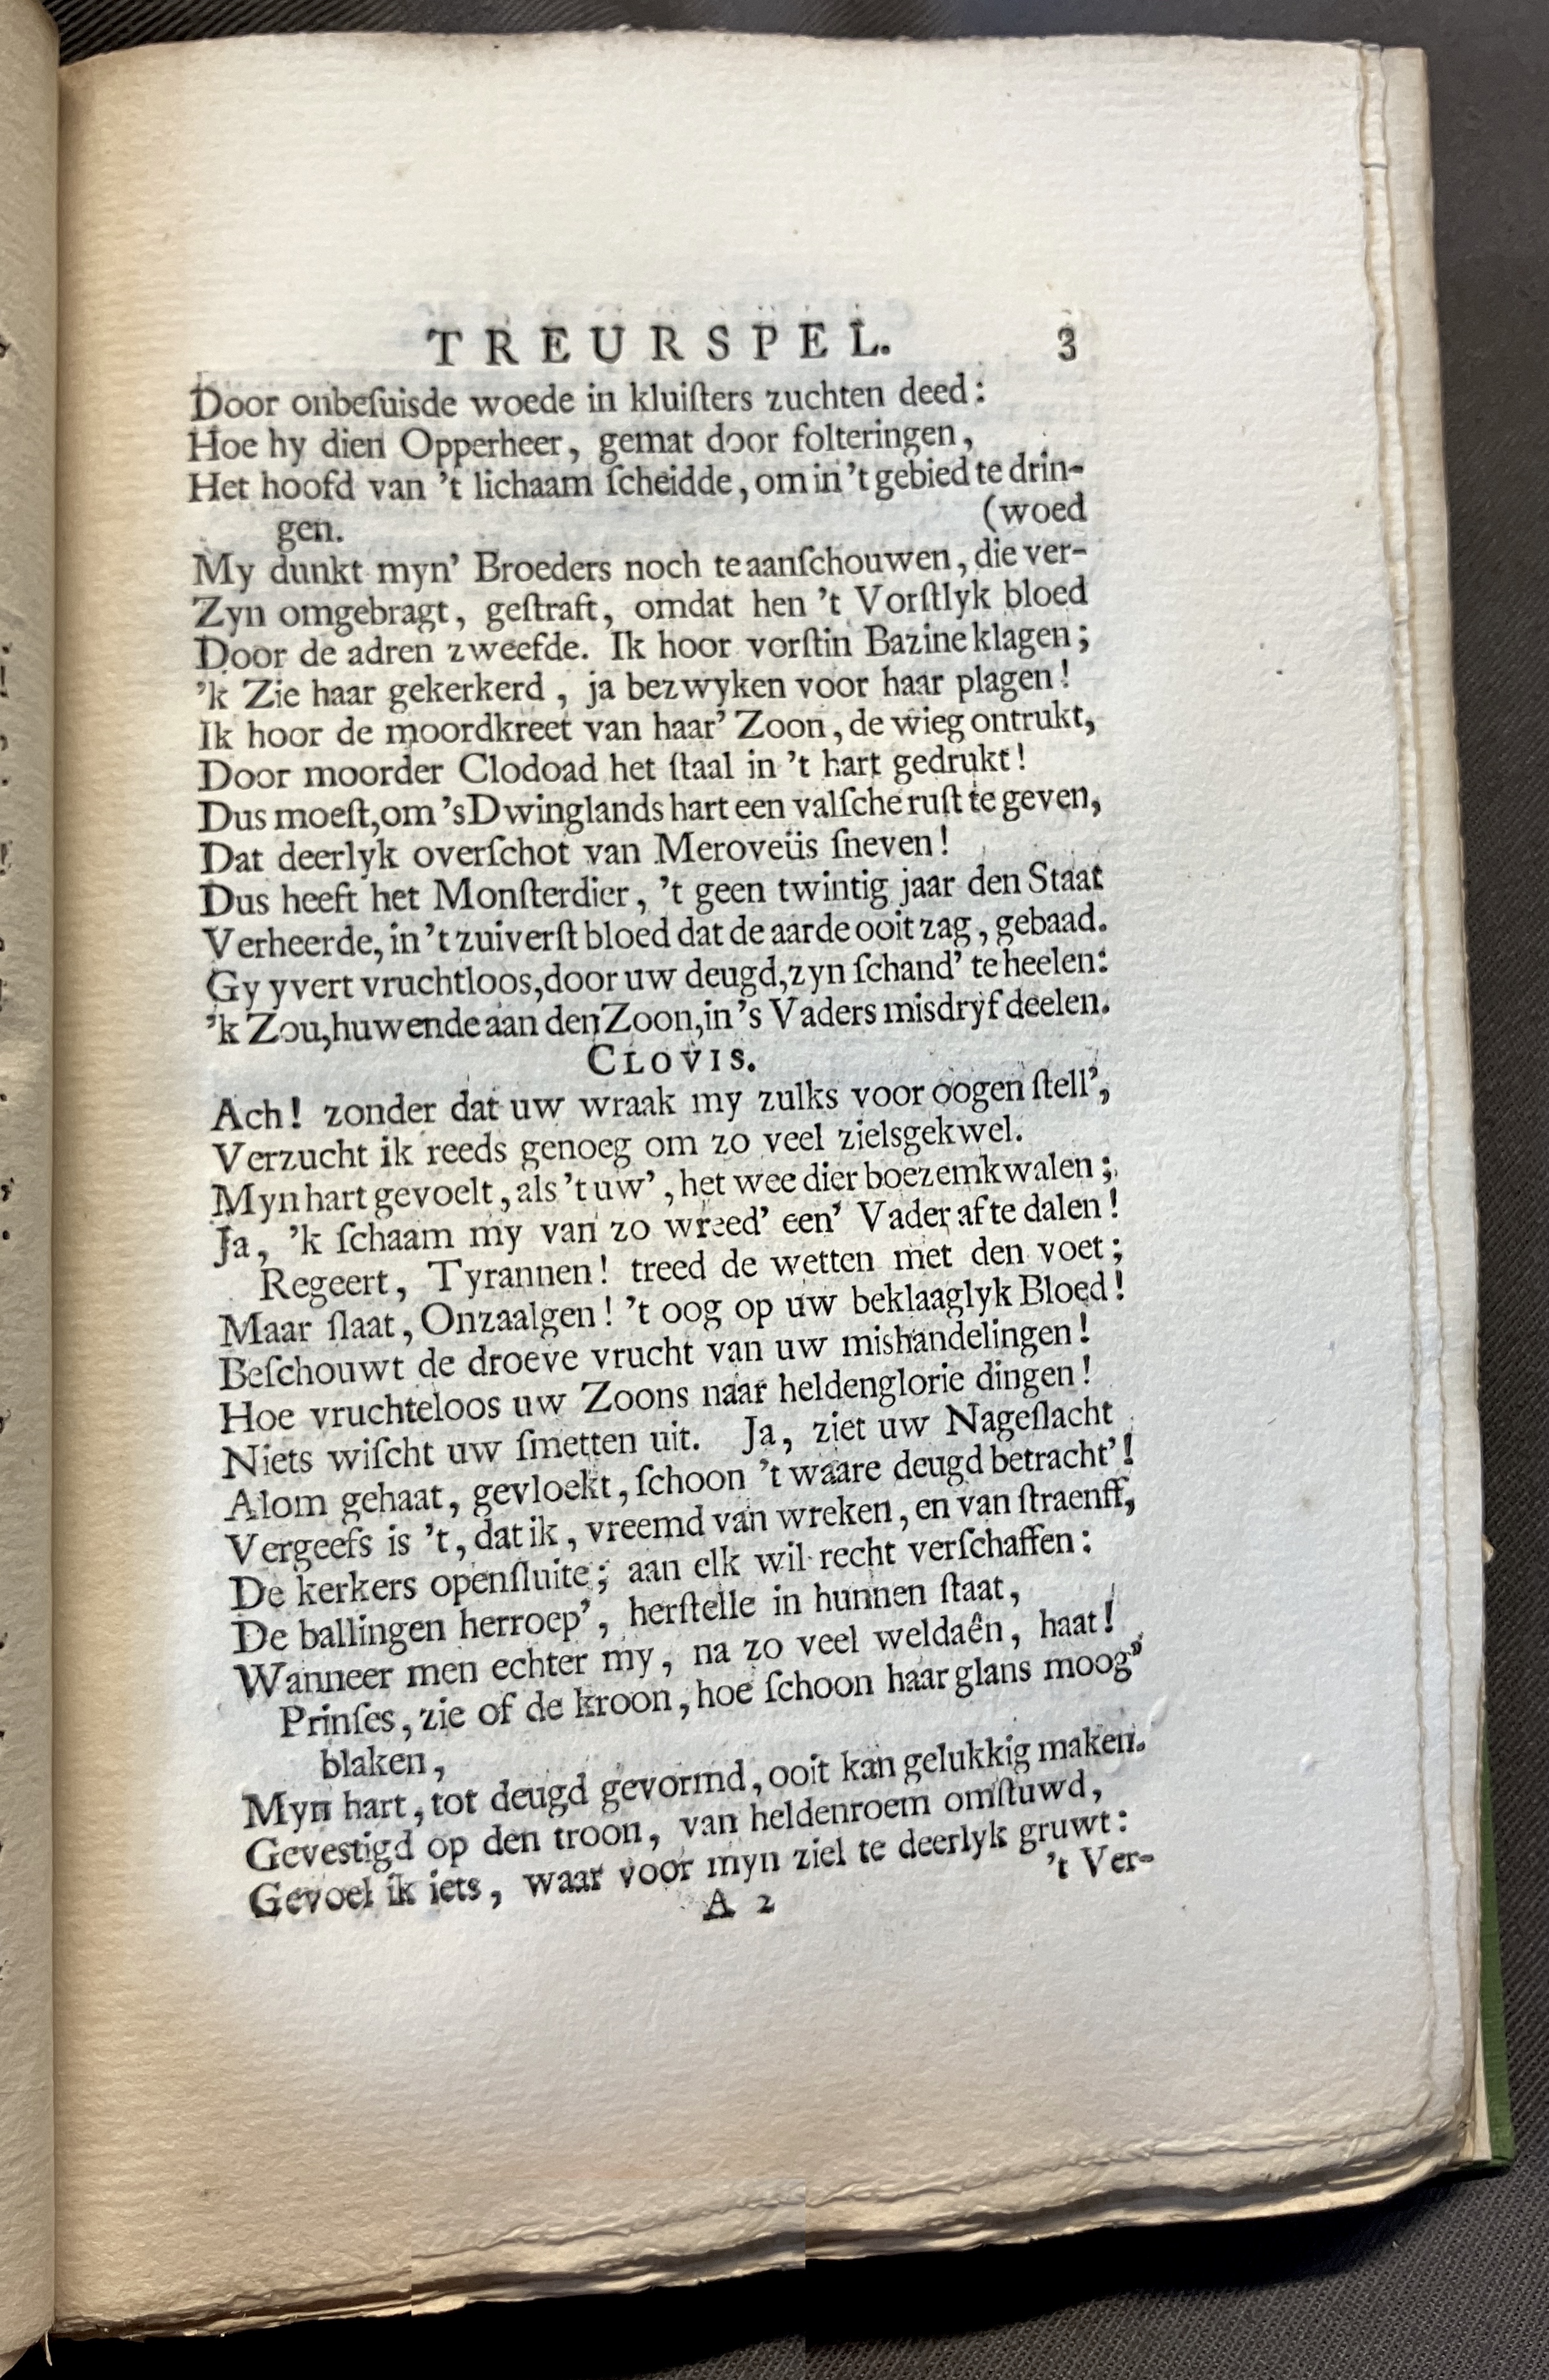 TREURSPEL. 3
Door onbeſuisde woede in kluiſters zuchten deed:
Hoe hy dien Opperheer, gemat door folteringen,
Het hoofd van 't lichaam ſcheidde, om in 't gebied te drin-
gen. (woed
My dunkt myn' Broeders noch te aanſchouwen, die ver-
Zyn omgebragt, geſtraft, omdat hen 't Vorſtlyk bloed
Door de adren zweefde. Ik hoor vorſtin Bazine klagen;
'k Zie haar gekerkerd, ja bezwyken voor haar plagen!
Ik hoor de moordkreet van haar' Zoon, de wieg ontrukt,
Door moorder Clodoad het ſtaal in 't hart gedrukt!
Dus moeſt, om 's Dwinglands hart een valſche ruſt te geven,
Dat deerlyk overſchot van Meroveüs ſneven!
Dus heeft het Monſterdier, 't geen twintig jaar den Staat
Verheerde, in 't zuiverſt bloed dat de aarde ooit zag, gebaad.
Gy yvert vruchtloos, door uw deugd, zyn ſchand' te heelen:
'k Zou, huwende aan den Zoon, in 's Vaders misdryf deelen.
CLOVIS.
Ach! zonder dat uw wraak my zulks voor oogen ſtell',
Verzucht ik reeds genoeg om zo veel zielsgekwel.
Myn hart gevoelt, als 't uw', het wee dier boezemkwalen;
Ja, 'k ſchaam my van zo wreed' een' Vader af te dalen!
Regeert, Tyrannen! treed de wetten met den voet;
Maar ſlaat, Onzaalgen! 't oog op uw beklaaglyk Bloed!
Beſchouwt de droeve vrucht van uw mishandelingen!
Hoe vruchteloos uw Zoons naar heldenglorie dingen!
Niets wiſcht uw ſmetten uit. Ja, ziet uw Nageſlacht
Alom gehaat, gevloekt, ſchoon 't waare deugd betracht'!
Vergeefs is 't, dat ik, vreemd van wreken, en van ſtraenff,
De kerkers openſluite; aan elk wil recht verſchaffen:
De ballingen herroep', herſtelle in hunnen ſtaat,
Wanneer men echter my, na zo veel weldaên, haat!
Prinſes, zie of de kroon, hoe ſchoon haar glans moog'
blaken,
Myn hart, tot deugd gevormd, ooit kan gelukkig maken.
Gevestigd op den troon, van heldenroem omſtuwd,
Gevoel ik iets, waar voor myn ziel te deerlyk gruwt:
't Ver-
A 2